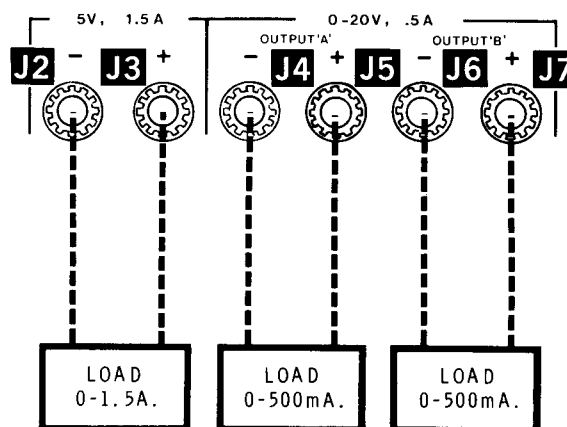 5V, 1.5A 0-20V, .5A
OUTPUT'A' OUTPUT'B'
J2 - J3 + - J4 + J5 - J6 + J7
LOAD
0-1.5A.
LOAD
0-500mA.
LOAD
0-500mA.